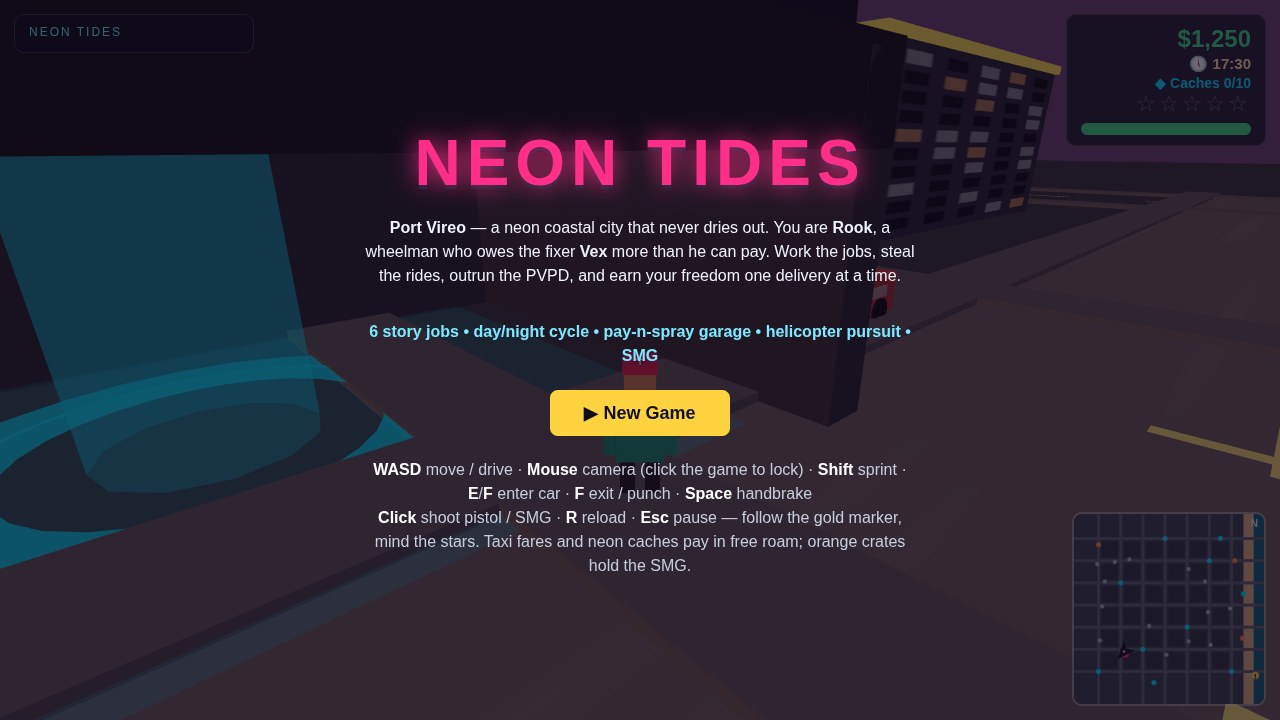 NEON TIDES
$1,250
🕔 17:30
◆ Caches 0/10
☆☆☆☆☆
NEON TIDES
Port Vireo — a neon coastal city that never dries out. You are Rook, a
wheelman who owes the fixer Vex more than he can pay. Work the jobs, steal
the rides, outrun the PVPD, and earn your freedom one delivery at a time.
6 story jobs • day/night cycle • pay-n-spray garage • helicopter pursuit •
SMG
▶ New Game
WASD move / drive · Mouse camera (click the game to lock) · Shift sprint ·
E/F enter car · F exit / punch · Space handbrake
Click shoot pistol / SMG · R reload · Esc pause — follow the gold marker,
mind the stars. Taxi fares and neon caches pay in free roam; orange crates
hold the SMG.
N